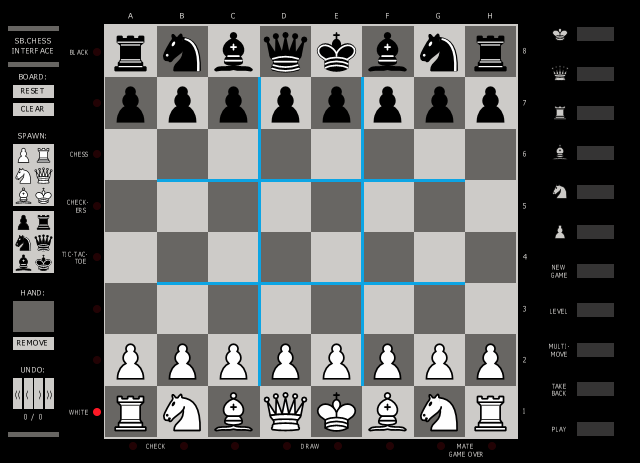 A B C D E F G H
SB.CHESS
INTERFACE
BOARD:
RESET
CLEAR
SPAWN:
HAND:
REMOVE
UNDO:
⟨⟨ ⟨ ⟩ ⟩⟩
0 / 0
BLACK
CHESS
CHECK-
ERS
TIC-TAC-
TOE
WHITE
8
7
6
5
4
3
2
1
CHECK
DRAW
MATE
GAME OVER
NEW
GAME
LEVEL
MULTI-
MOVE
TAKE
BACK
PLAY